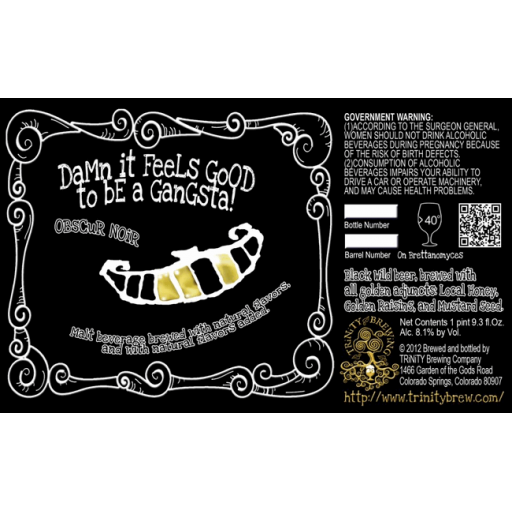 DaMn it FeeLs GoOD
to bE a GanGsta!
OBSCuR NOiR
Malt beverage brewed with natural flavors,
and with natural flavors added.
GOVERNMENT WARNING:
(1)ACCORDING TO THE SURGEON GENERAL,
WOMEN SHOULD NOT DRINK ALCOHOLIC
BEVERAGES DURING PREGNANCY BECAUSE
OF THE RISK OF BIRTH DEFECTS.
(2)CONSUMPTION OF ALCOHOLIC
BEVERAGES IMPAIRS YOUR ABILITY TO
DRIVE A CAR OR OPERATE MACHINERY,
AND MAY CAUSE HEALTH PROBLEMS.
Bottle Number
>40°
Barrel Number
On Brettanomyces
Black Wild beer, brewed with
all golden adjuncts: Local Honey,
Golden Raisins, and Mustard Seed.
TRiNiTY BREWING
Net Contents 1 pint 9.3 fl.Oz.
Alc. 8.1% by Vol.
© 2012 Brewed and bottled by
TRiNiTY Brewing Company
1466 Garden of the Gods Road
Colorado Springs, Colorado 80907
http://www.trinitybrew.com/